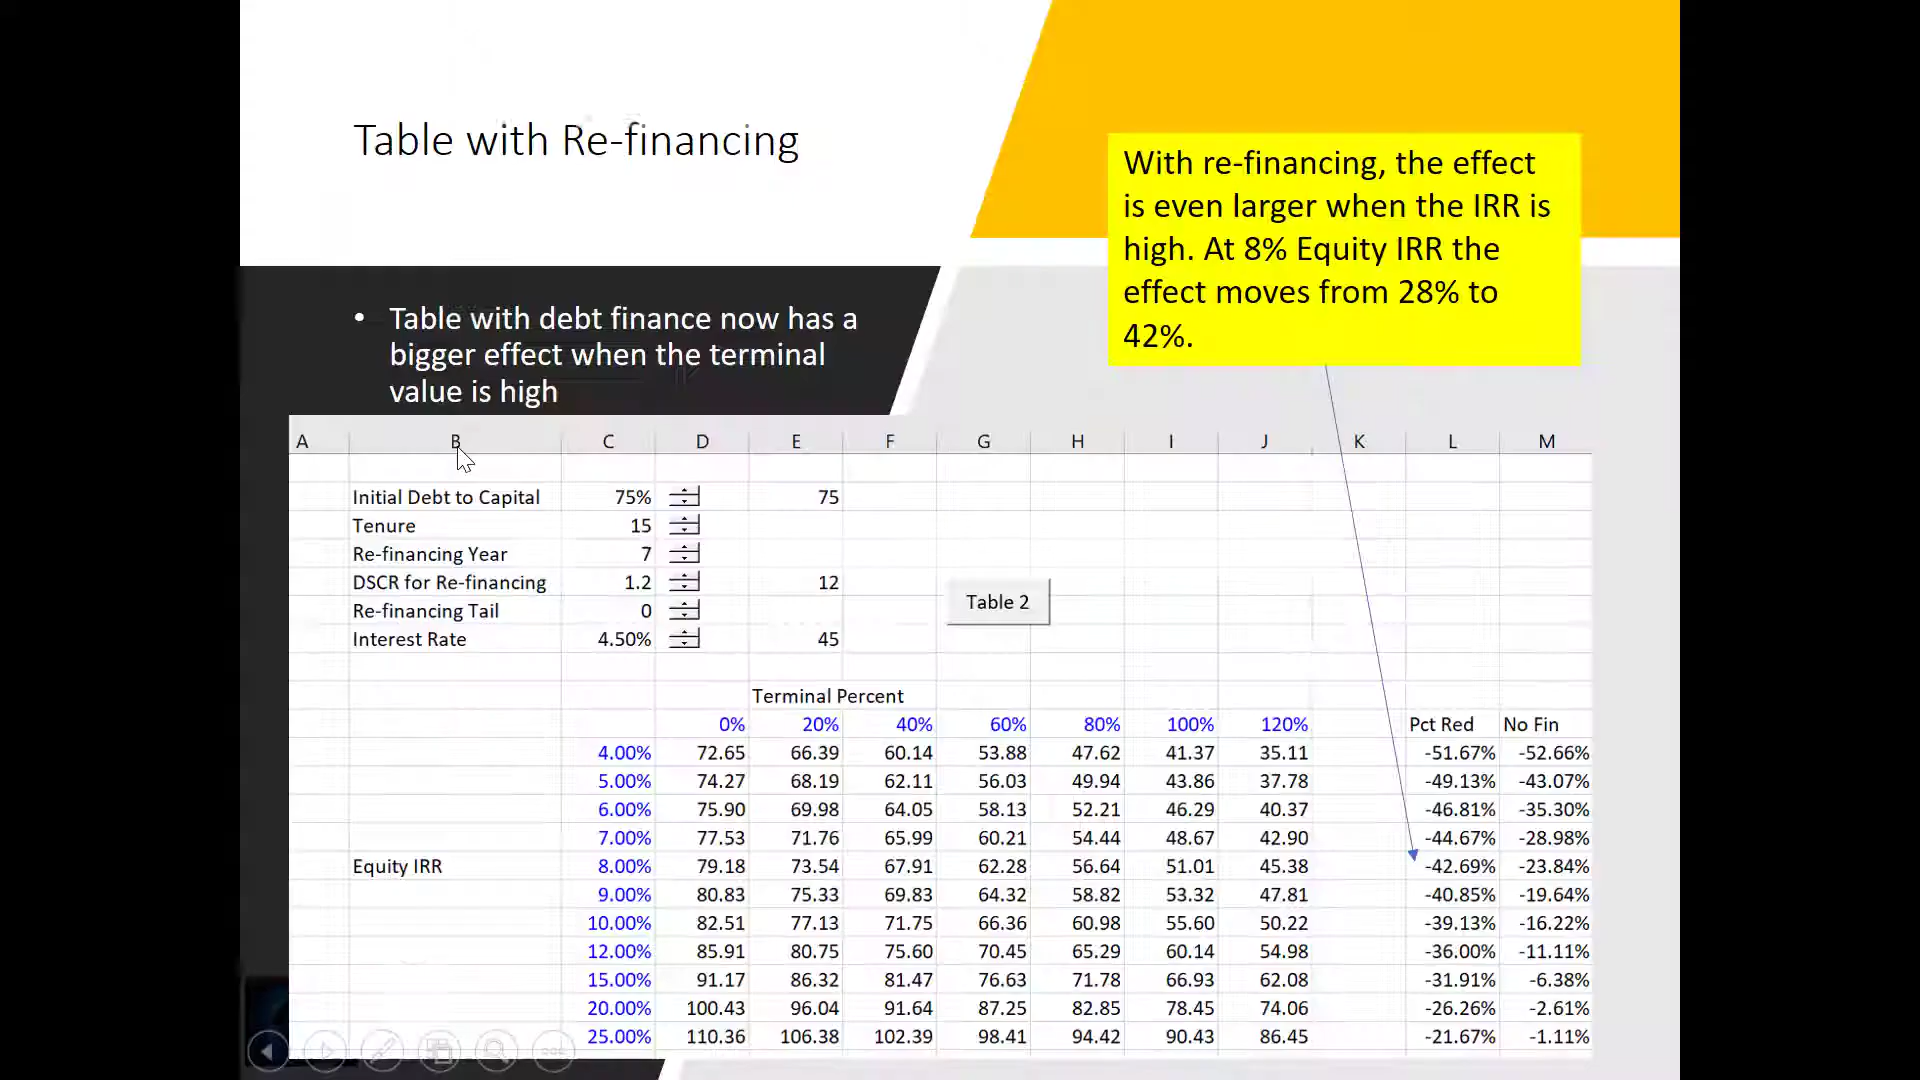 Table with Re-financing
With re-financing, the effect
is even larger when the IRR is
high. At 8% Equity IRR the
effect moves from 28% to
42%.
• Table with debt finance now has a
bigger effect when the terminal
value is high
A B C D E F G H I J K L M
Initial Debt to Capital 75% 75
Tenure 15
Re-financing Year 7
DSCR for Re-financing 1.2 12
Table 2
Re-financing Tail 0
Interest Rate 4.50% 45
Terminal Percent
0% 20% 40% 60% 80% 100% 120% Pct Red No Fin
4.00% 72.65 66.39 60.14 53.88 47.62 41.37 35.11 -51.67% -52.66%
5.00% 74.27 68.19 62.11 56.03 49.94 43.86 37.78 -49.13% -43.07%
6.00% 75.90 69.98 64.05 58.13 52.21 46.29 40.37 -46.81% -35.30%
7.00% 77.53 71.76 65.99 60.21 54.44 48.67 42.90 -44.67% -28.98%
Equity IRR 8.00% 79.18 73.54 67.91 62.28 56.64 51.01 45.38 -42.69% -23.84%
9.00% 80.83 75.33 69.83 64.32 58.82 53.32 47.81 -40.85% -19.64%
10.00% 82.51 77.13 71.75 66.36 60.98 55.60 50.22 -39.13% -16.22%
12.00% 85.91 80.75 75.60 70.45 65.29 60.14 54.98 -36.00% -11.11%
15.00% 91.17 86.32 81.47 76.63 71.78 66.93 62.08 -31.91% -6.38%
20.00% 100.43 96.04 91.64 87.25 82.85 78.45 74.06 -26.26% -2.61%
25.00% 110.36 106.38 102.39 98.41 94.42 90.43 86.45 -21.67% -1.11%